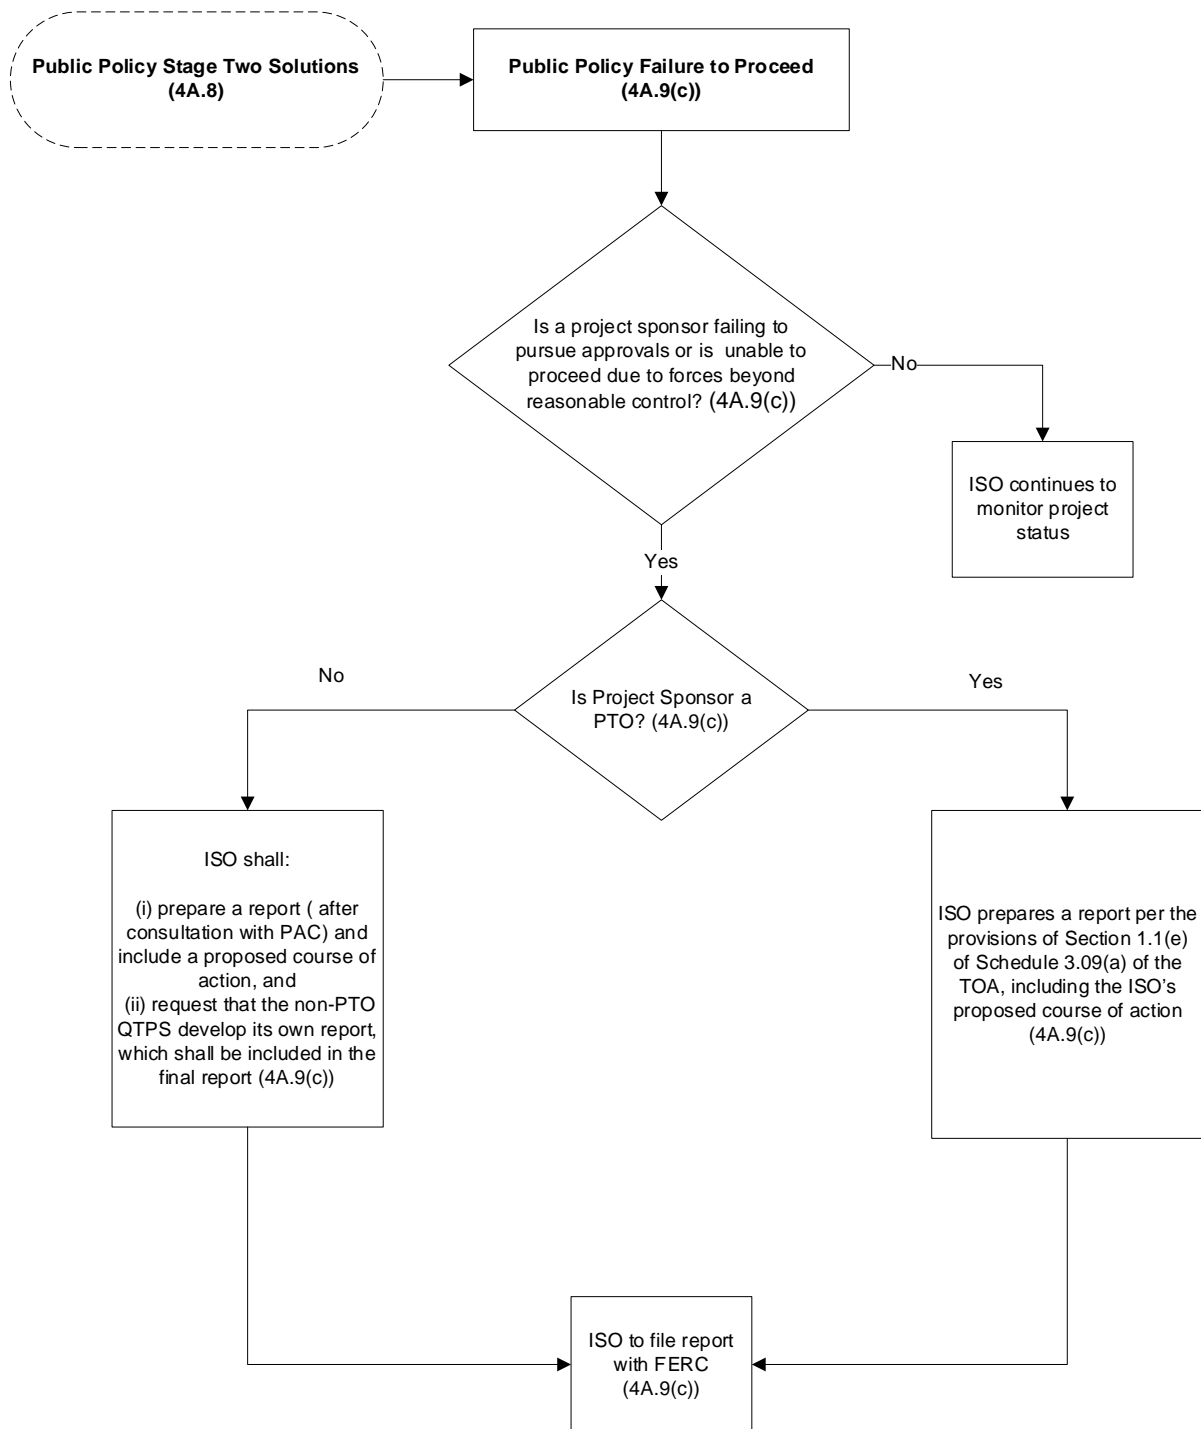 Public Policy Stage Two Solutions
(4A.8)
Public Policy Failure to Proceed
(4A.9(c))
Is a project sponsor failing to
pursue approvals or is  unable to
proceed due to forces beyond
reasonable control? (4A.9(c))
No
ISO continues to
monitor project
status
Yes
Is Project Sponsor a
PTO? (4A.9(c))
No
Yes
ISO shall:
(i) prepare a report ( after
consultation with PAC) and
include a proposed course of
action, and
(ii) request that the non-PTO
QTPS develop its own report,
which shall be included in the
final report (4A.9(c))
ISO prepares a report per the
provisions of Section 1.1(e)
of Schedule 3.09(a) of the
TOA, including the ISO’s
proposed course of action
(4A.9(c))
ISO to file report
with FERC
(4A.9(c))